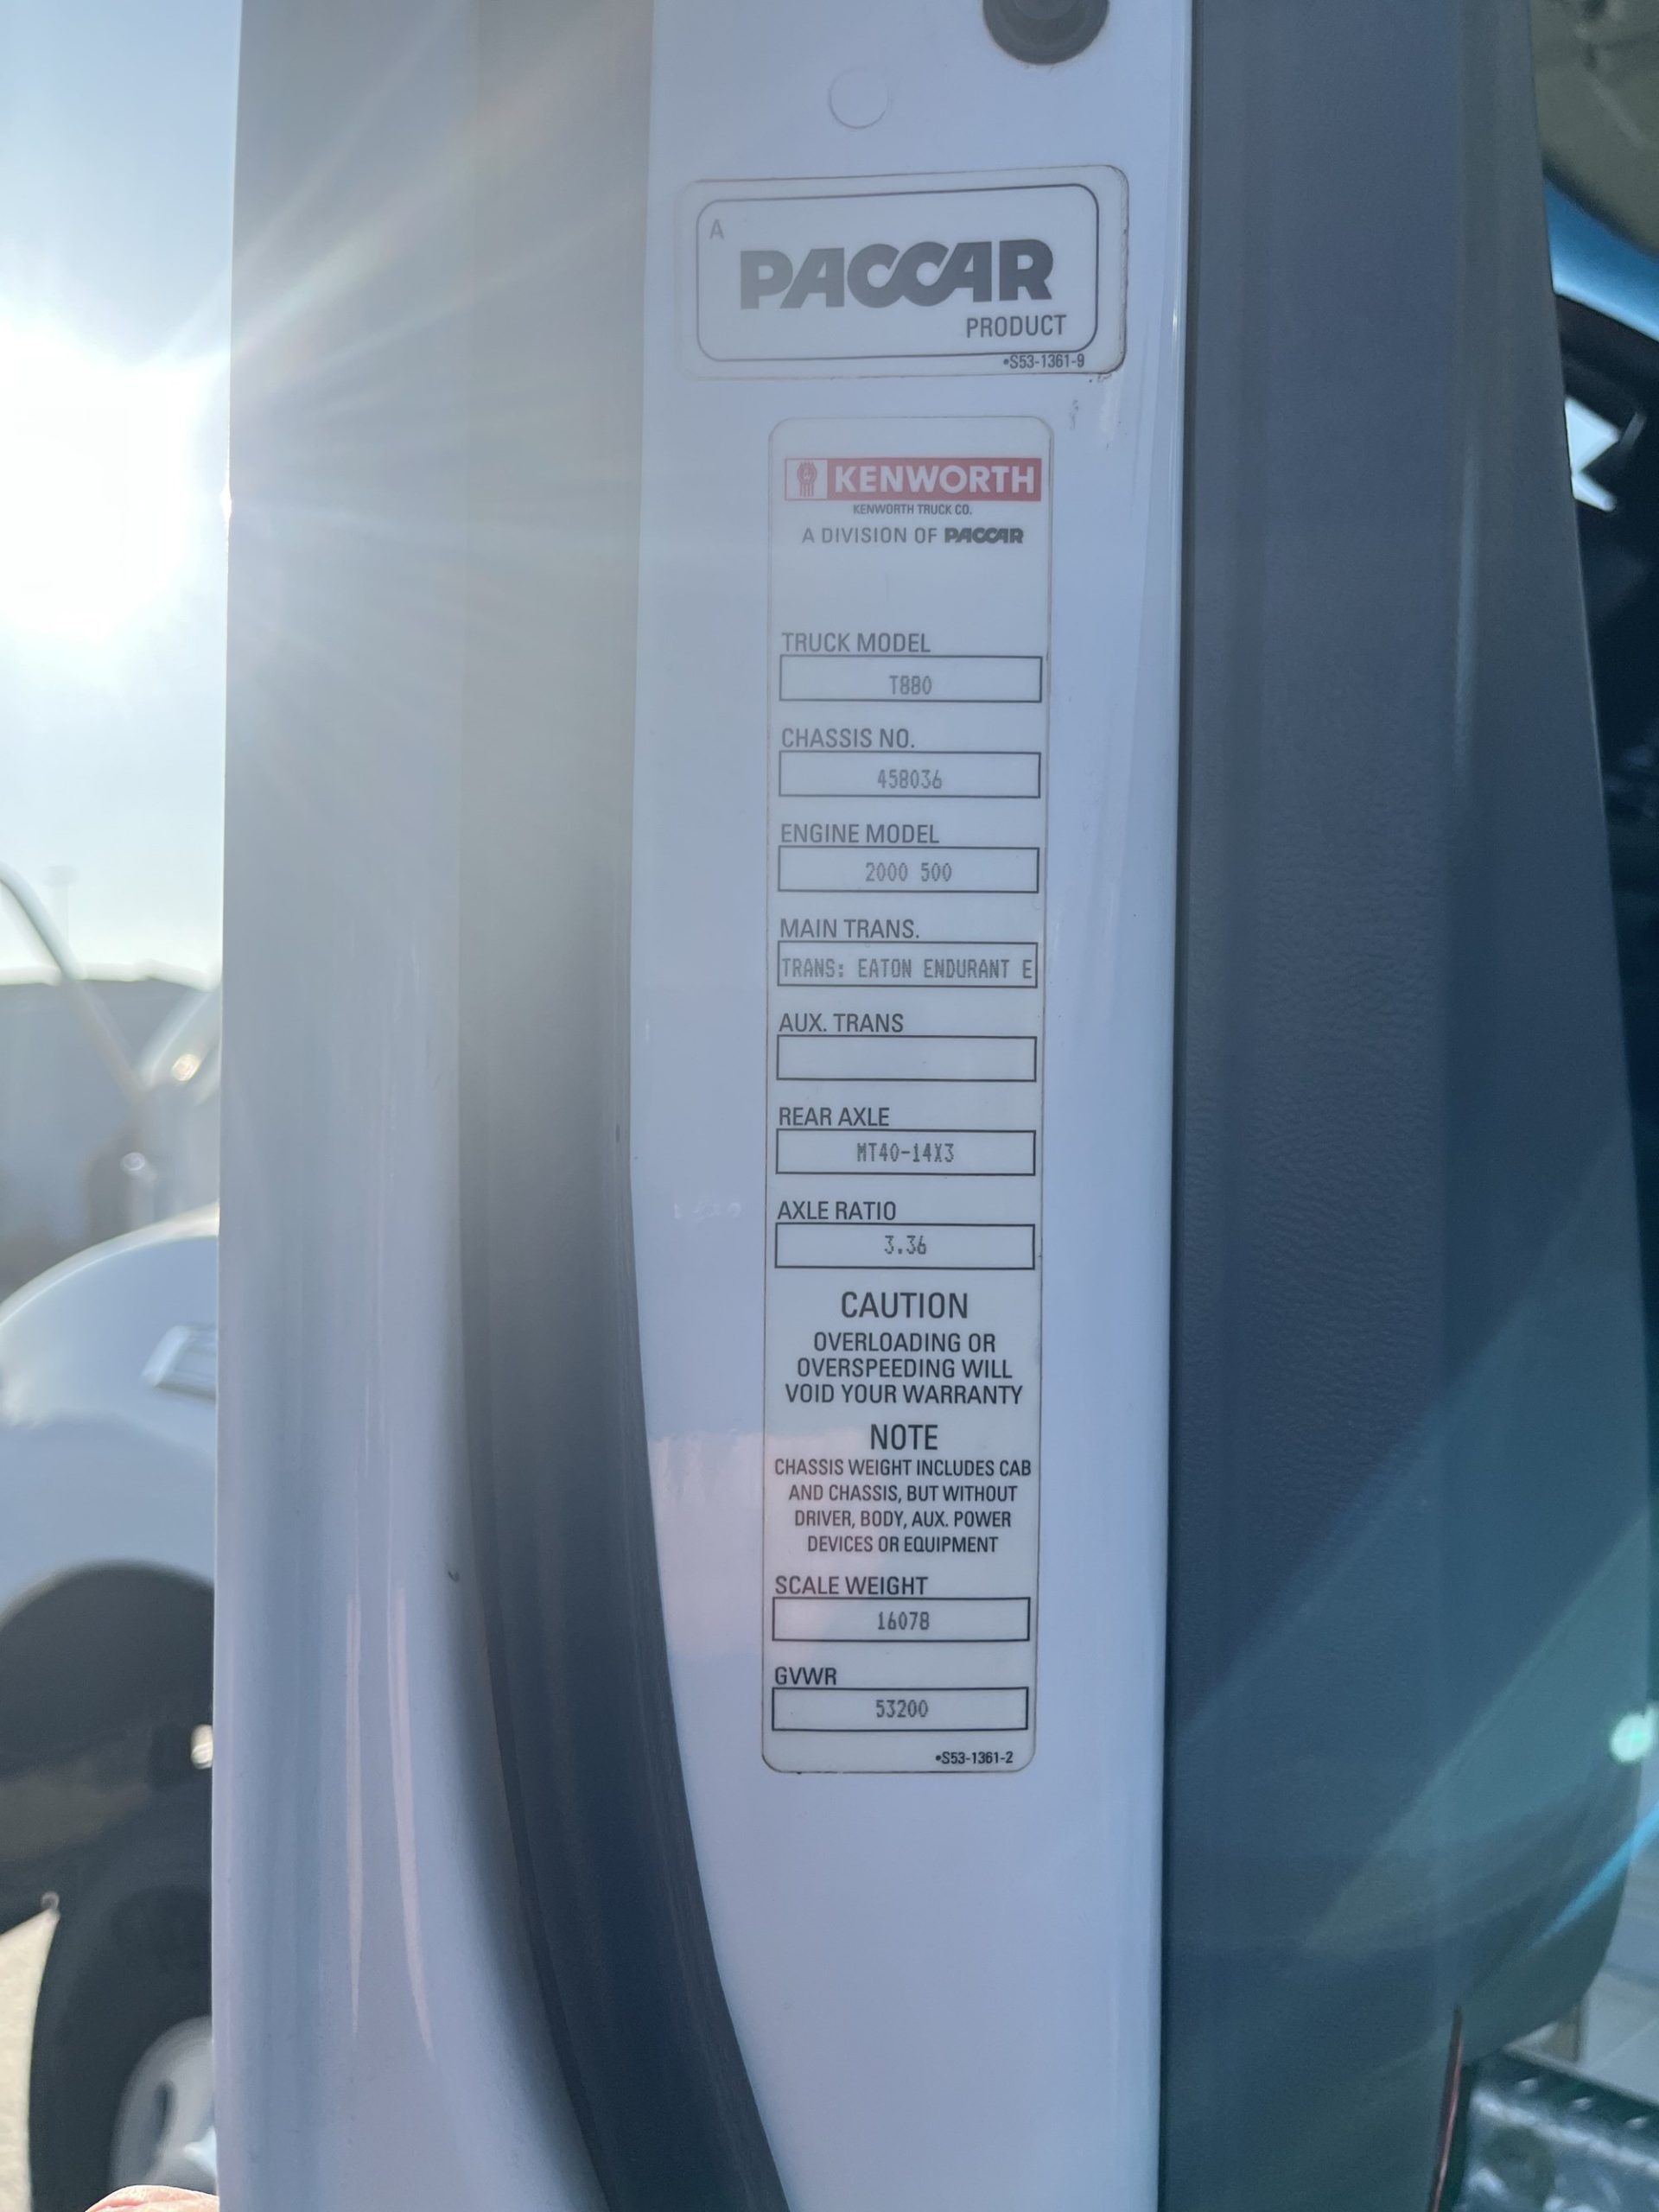 A
PACCAR
PRODUCT
•S53-1361-9
KENWORTH
KENWORTH TRUCK CO.
A DIVISION OF PACCAR
TRUCK MODEL
T880
CHASSIS NO.
458036
ENGINE MODEL
2000 500
MAIN TRANS.
TRANS: EATON ENDURANT E
AUX. TRANS
REAR AXLE
MT40-14X3
AXLE RATIO
3.36
CAUTION
OVERLOADING OR
OVERSPEEDING WILL
VOID YOUR WARRANTY
NOTE
CHASSIS WEIGHT INCLUDES CAB
AND CHASSIS, BUT WITHOUT
DRIVER, BODY, AUX. POWER
DEVICES OR EQUIPMENT
SCALE WEIGHT
16078
GVWR
53200
•S53-1361-2